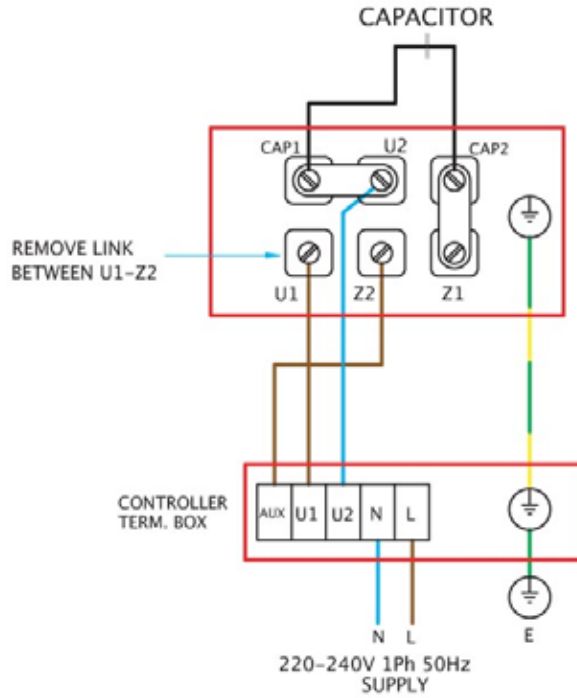 CAPACITOR
CAP1
U2
CAP2
REMOVE LINK
BETWEEN U1-Z2
U1
Z2
Z1
CONTROLLER
TERM. BOX
AUX U1 U2 N L
N L
E
220-240V 1Ph 50Hz
SUPPLY